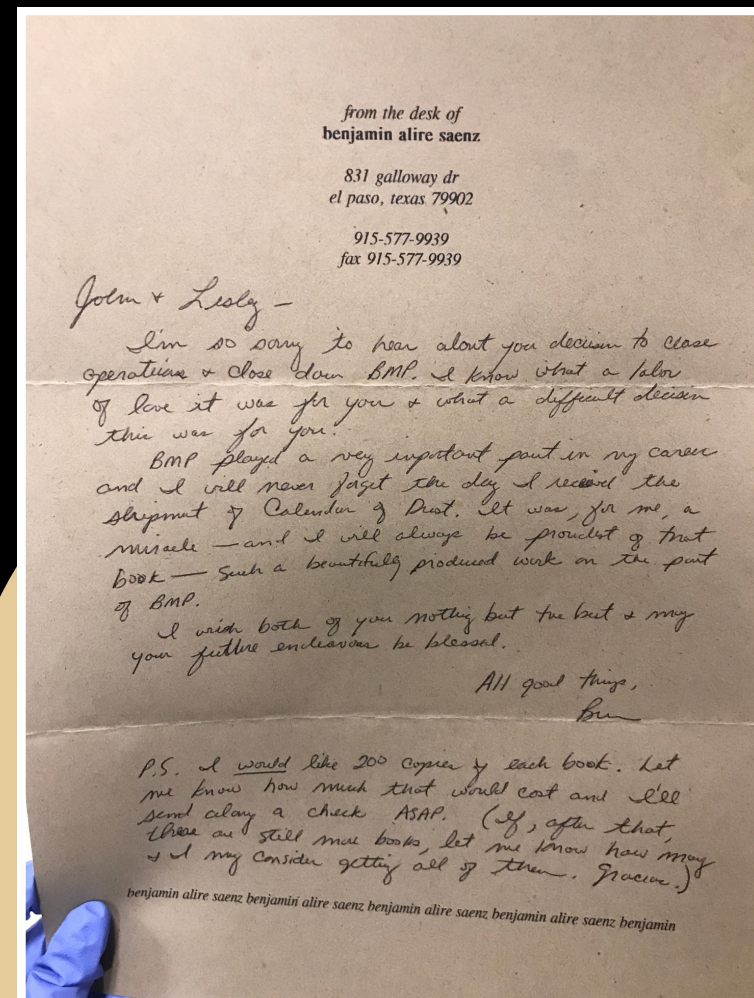 from the desk of
benjamin alire saenz
831 galloway dr
el paso, texas 79902
915-577-9939
fax 915-577-9939
John & Lesley —
I'm so sorry to hear about you decision to cease
operations & close down BMP. I know what a labor
of love it was for you & what a difficult decision
this was for you.
BMP played a very important part in my career
and I will never forget the day I received the
shipment of Calendar of Dust. It was, for me, a
miracle — and I will always be proudest of that
book — such a beautifully produced work on the part
of BMP.
I wish both of you nothing but the best & may
your future endeavors be blessed.
All good things,
Ben
P.S. I would like 200 copies of each book. Let
me know how much that would cost and I'll
send along a check ASAP. (If, after that,
there are still more books, let me know how many
& I may consider getting all of them. Gracias.)
benjamin alire saenz benjamin alire saenz benjamin alire saenz benjamin alire saenz benjamin